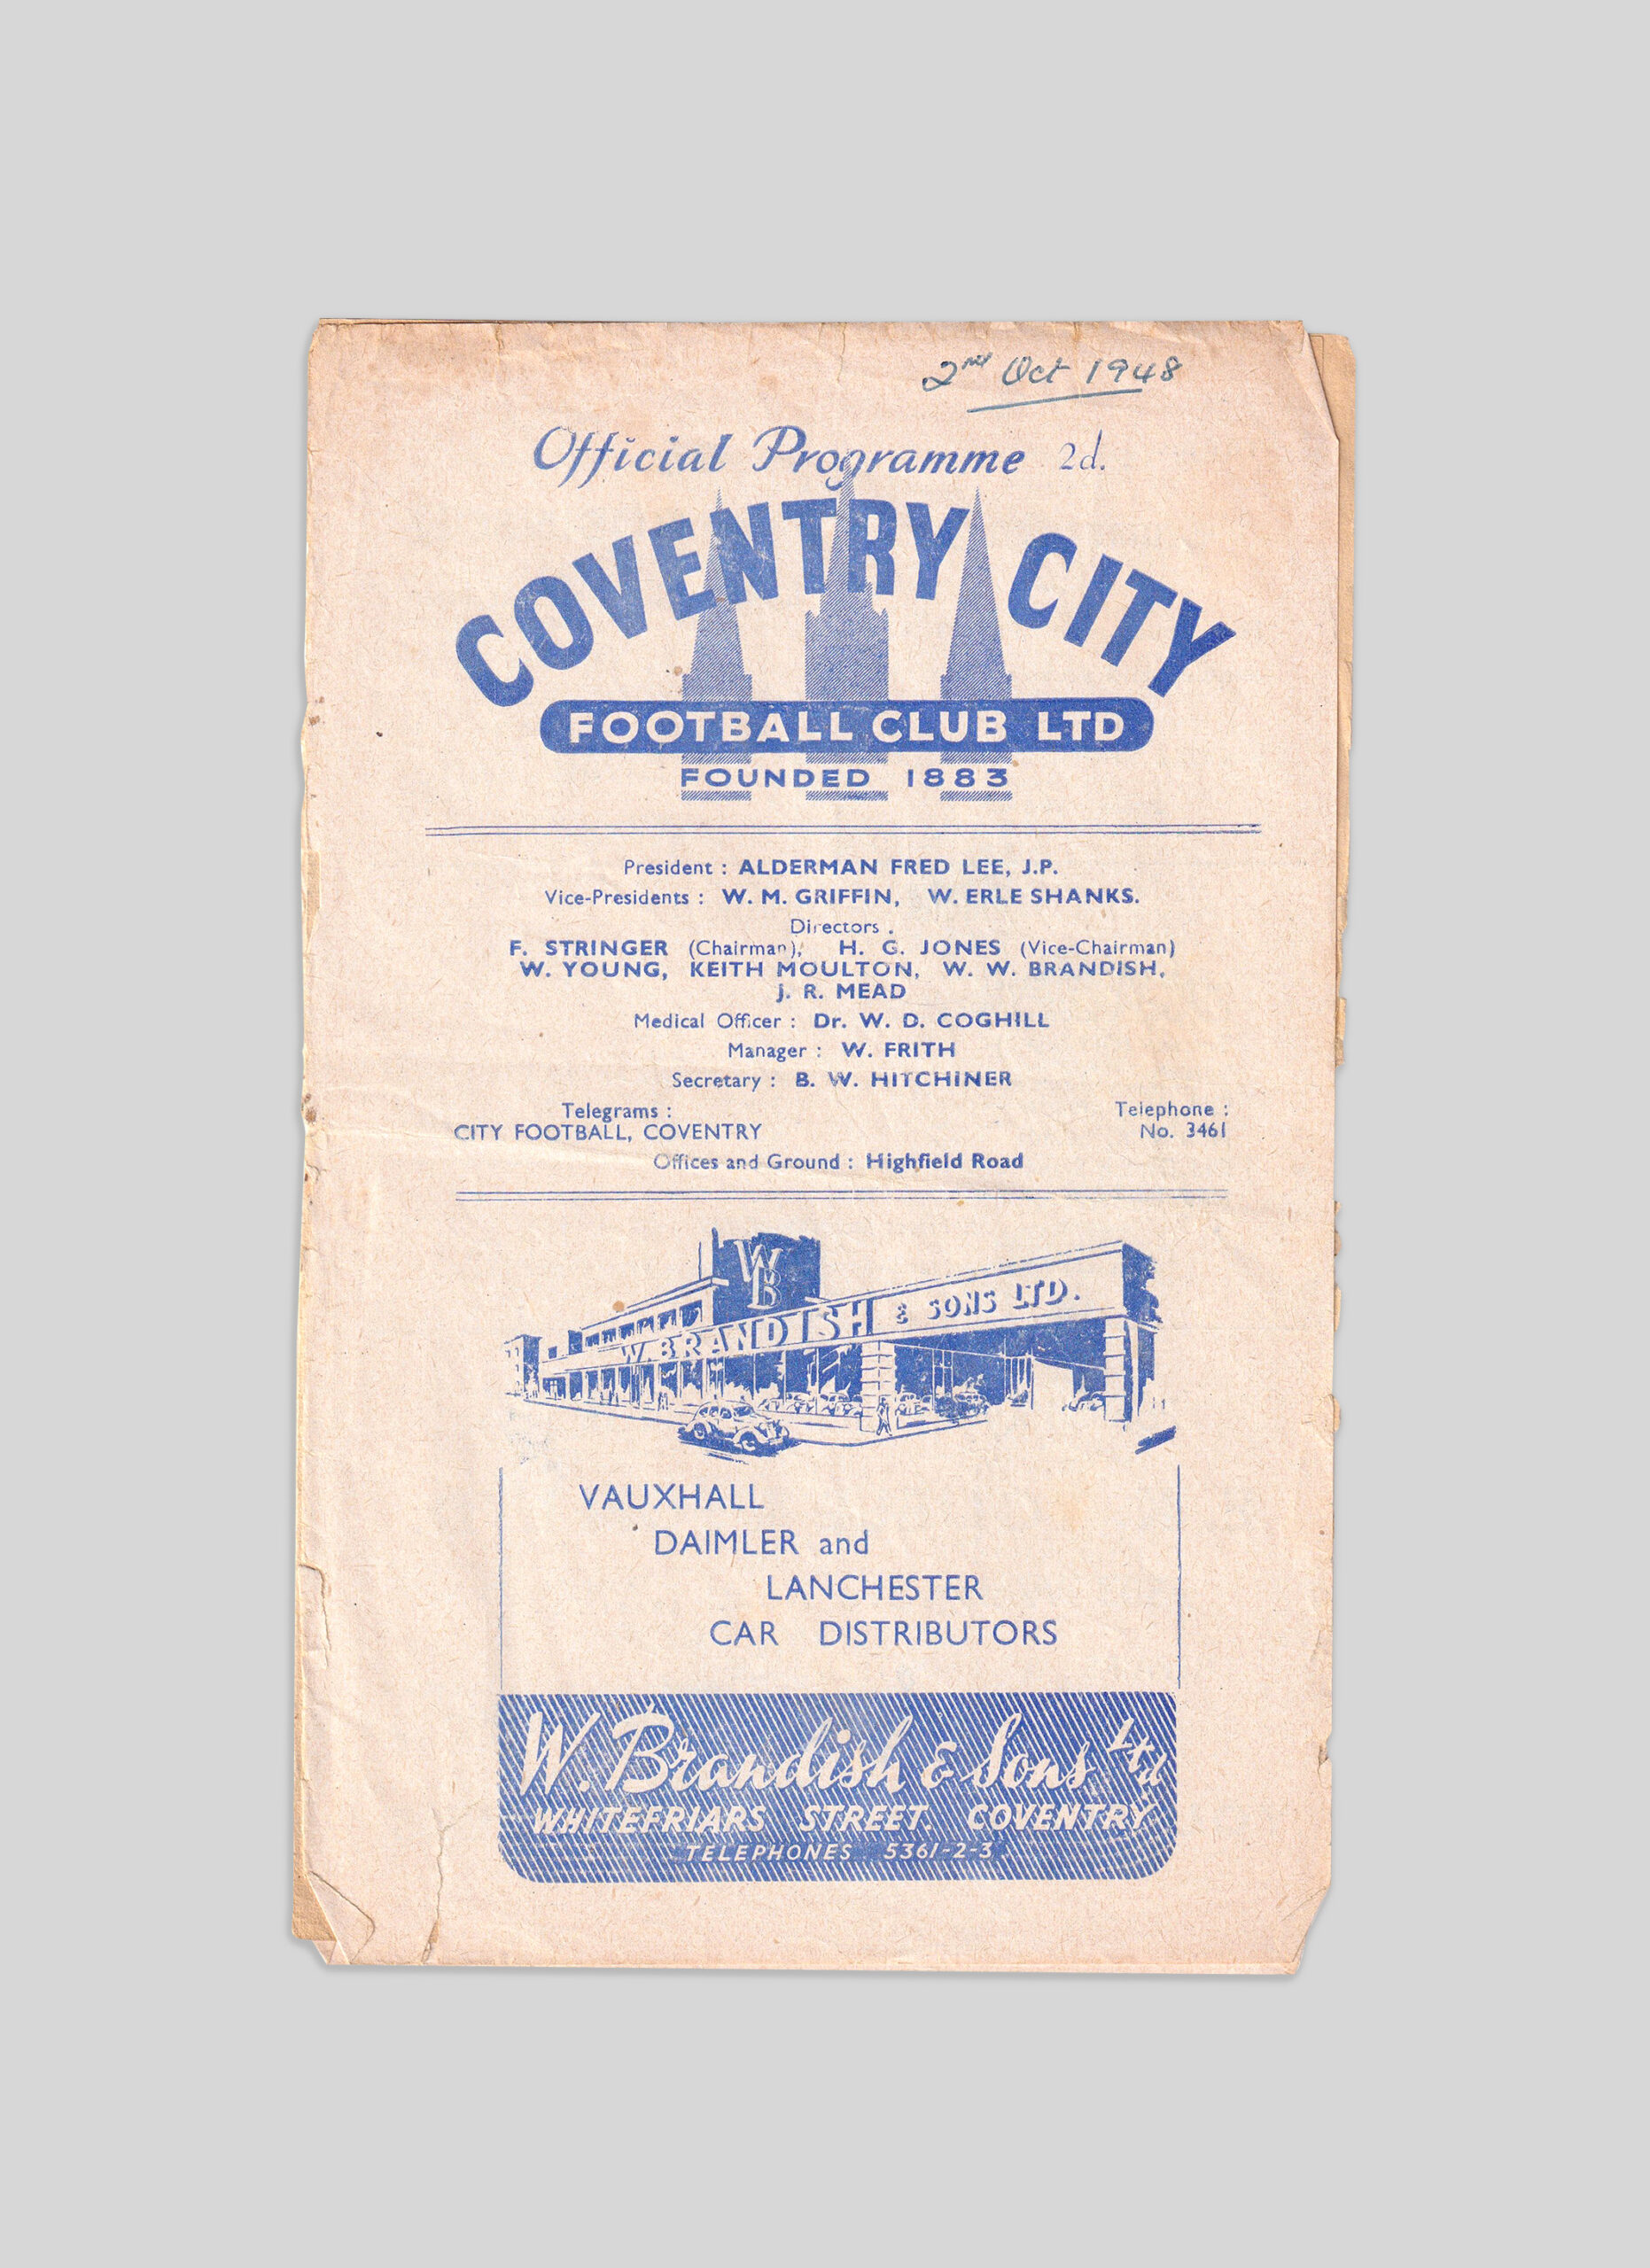 2nd Oct 1948
Official Programme 2d.
COVENTRY CITY
FOOTBALL CLUB LTD
FOUNDED 1883
President : ALDERMAN FRED LEE, J.P.
Vice-Presidents : W. M. GRIFFIN, W. ERLE SHANKS.
Directors .
F. STRINGER (Chairman), H. G. JONES (Vice-Chairman)
W. YOUNG, KEITH MOULTON, W. W. BRANDISH,
J. R. MEAD
Medical Officer : Dr. W. D. COGHILL
Manager : W. FRITH
Secretary : B. W. HITCHINER
Telegrams : Telephone :
CITY FOOTBALL, COVENTRY No. 3461
Offices and Ground : Highfield Road
WB
W. BRANDISH & SONS LTD.
VAUXHALL
DAIMLER and
LANCHESTER
CAR DISTRIBUTORS
W. Brandish & Sons Ltd
WHITEFRIARS STREET. COVENTRY
TELEPHONES 5361-2-3